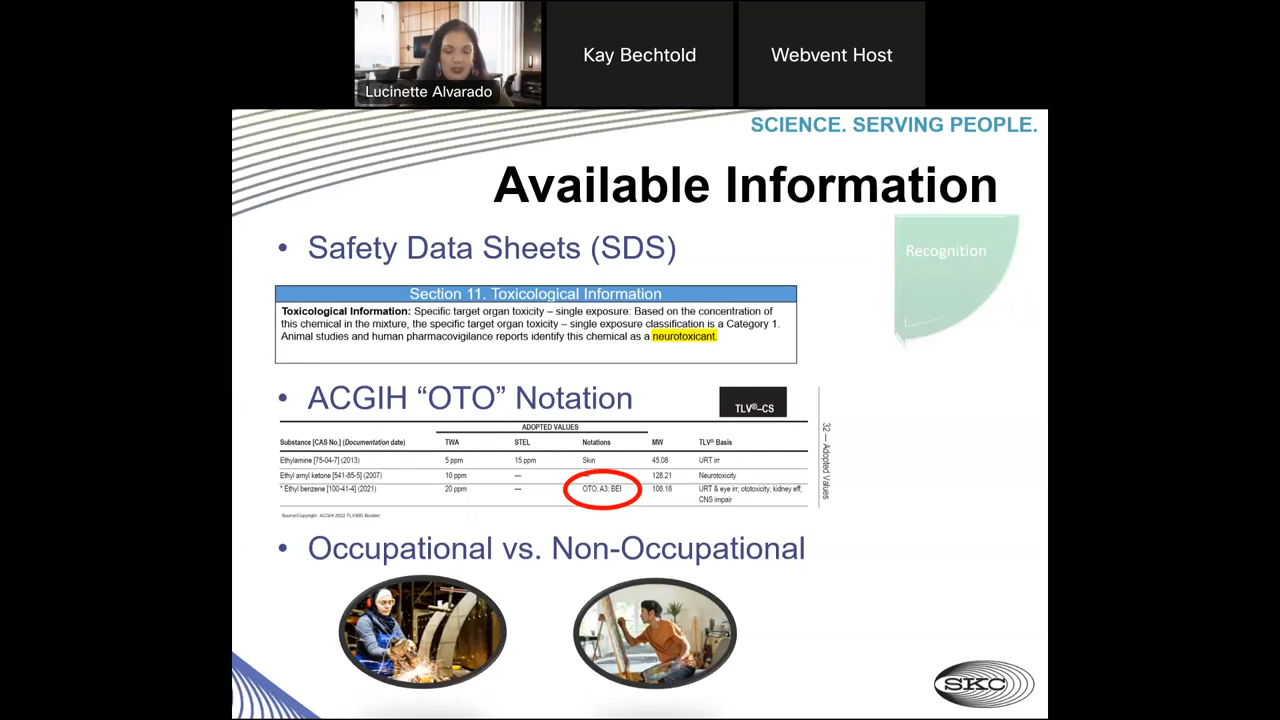 Lucinette Alvarado
Kay Bechtold
Webvent Host
SCIENCE. SERVING PEOPLE.
Available Information
Recognition
• Safety Data Sheets (SDS)
Section 11. Toxicological Information
Toxicological Information: Specific target organ toxicity – single exposure: Based on the concentration of
this chemical in the mixture, the specific target organ toxicity – single exposure classification is a Category 1.
Animal studies and human pharmacovigilance reports identify this chemical as a neurotoxicant.
• ACGIH “OTO” Notation
TLV®–CS
ADOPTED VALUES
Substance [CAS No.] (Documentation date) TWA STEL Notations MW TLV® Basis
Ethylamine [75-04-7] (2013) 5 ppm 15 ppm Skin 45.08 URT irr
Ethyl amyl ketone [541-85-5] (2007) 10 ppm — — 128.21 Neurotoxicity
* Ethyl benzene [100-41-4] (2021) 20 ppm — OTO; A3; BEI 106.16 URT & eye irr; ototoxicity; kidney eff;
CNS impair
32 — Adopted Values
Source/Copyright: ACGIH 2022 TLV/BEI Booklet
• Occupational vs. Non-Occupational
SKC